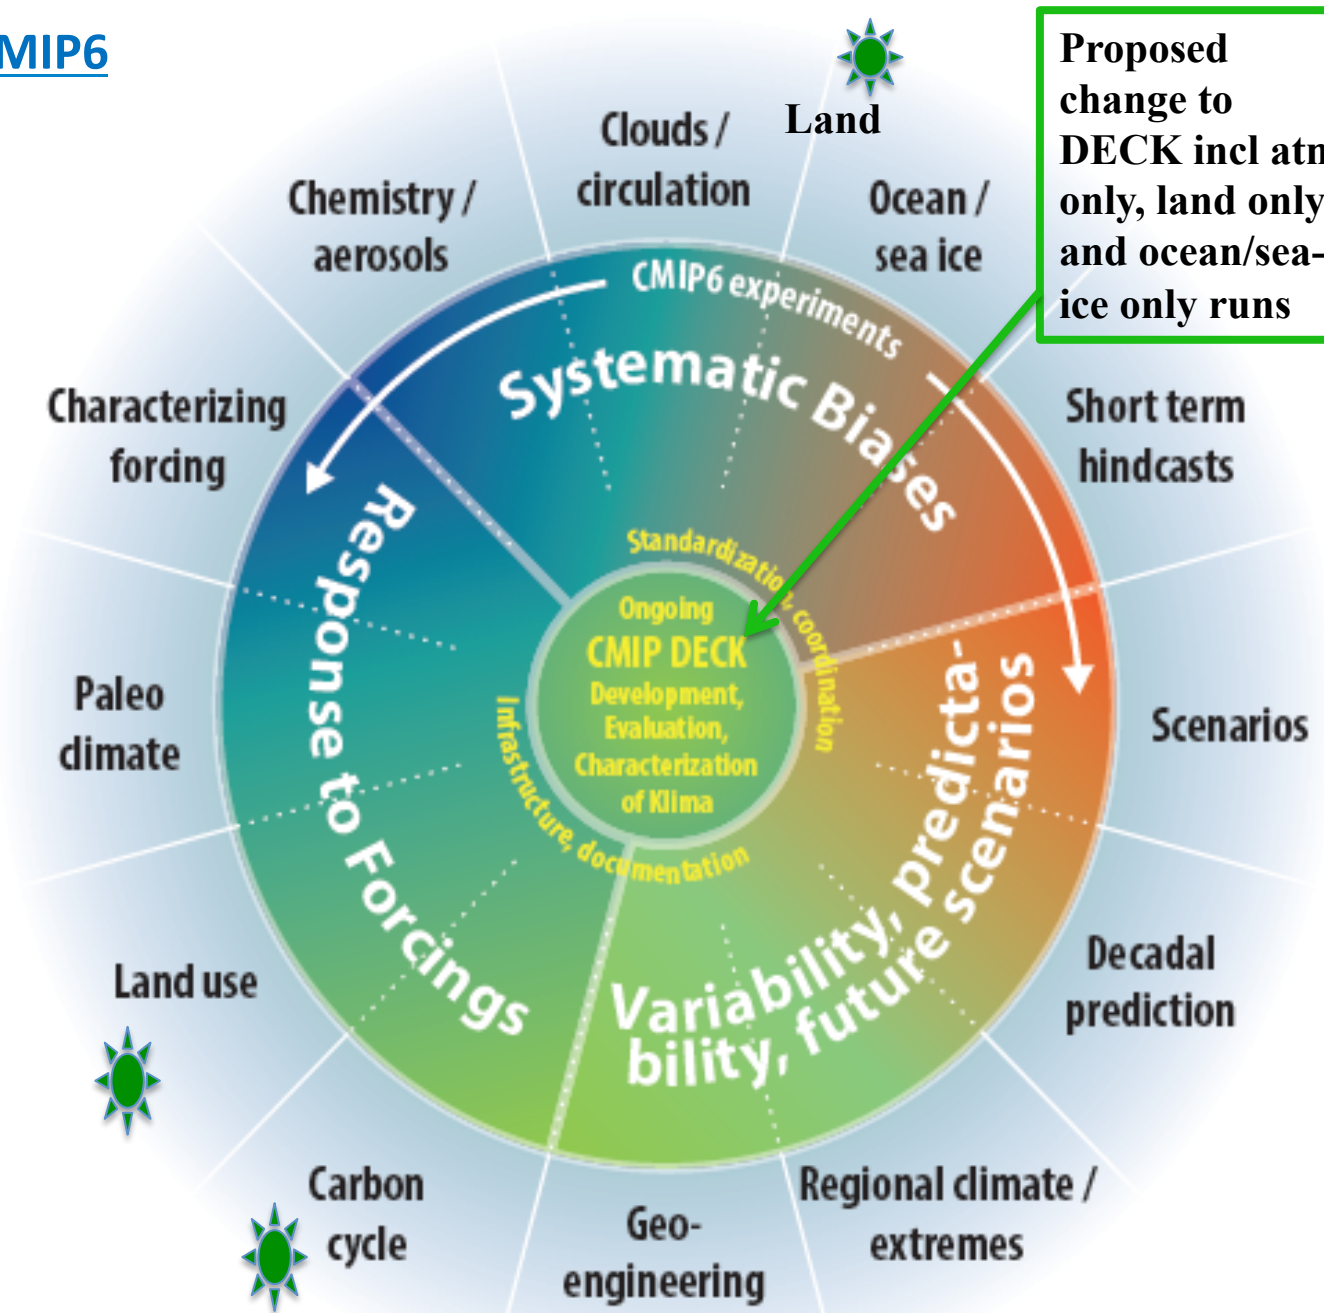 MIP6
Proposed
change to
DECK incl atm
only, land only
and ocean/sea-
ice only runs
Land
Clouds /
circulation
Chemistry /
aerosols
Ocean /
sea ice
Characterizing
forcing
Short term
hindcasts
Paleo
climate
Scenarios
Land use
Decadal
prediction
Carbon
cycle
Geo-
engineering
Regional climate /
extremes
CMIP6 experiments
Systematic Biases
Response to Forcings
Variability, predicta-
bility, future scenarios
Standardization, coordination
Infrastructure, documentation
Ongoing
CMIP DECK
Development,
Evaluation,
Characterization
of Klima